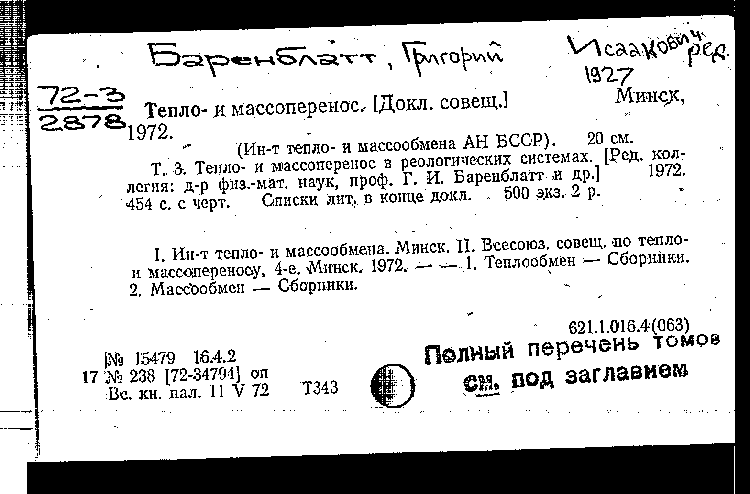 Баренблатт, Григорий Исаакович, ред.
1927
72-3
2878
Тепло- и массоперенос. [Докл. совещ.] Минск,
1972.
(Ин-т тепло- и массообмена АН БССР). 20 см.
Т. 3. Тепло- и массоперенос в реологических системах. [Ред. кол-
легия: д-р физ.-мат. наук, проф. Г. И. Баренблатт и др.] 1972.
454 с. с черт. Списки лит. в конце докл. 500 экз. 2 р.
I. Ин-т тепло- и массообмена. Минск. II. Всесоюз. совещ. по тепло-
и массопереносу, 4-е. Минск. 1972. — — 1. Теплообмен — Сборники.
2. Массообмен — Сборники.
621.1.016.4(063)
№ 15479 16.4.2
17 № 238 [72-34794] оп
Вс. кн. пал. 11 V 72 Т343
Полный перечень томов
см. под заглавием